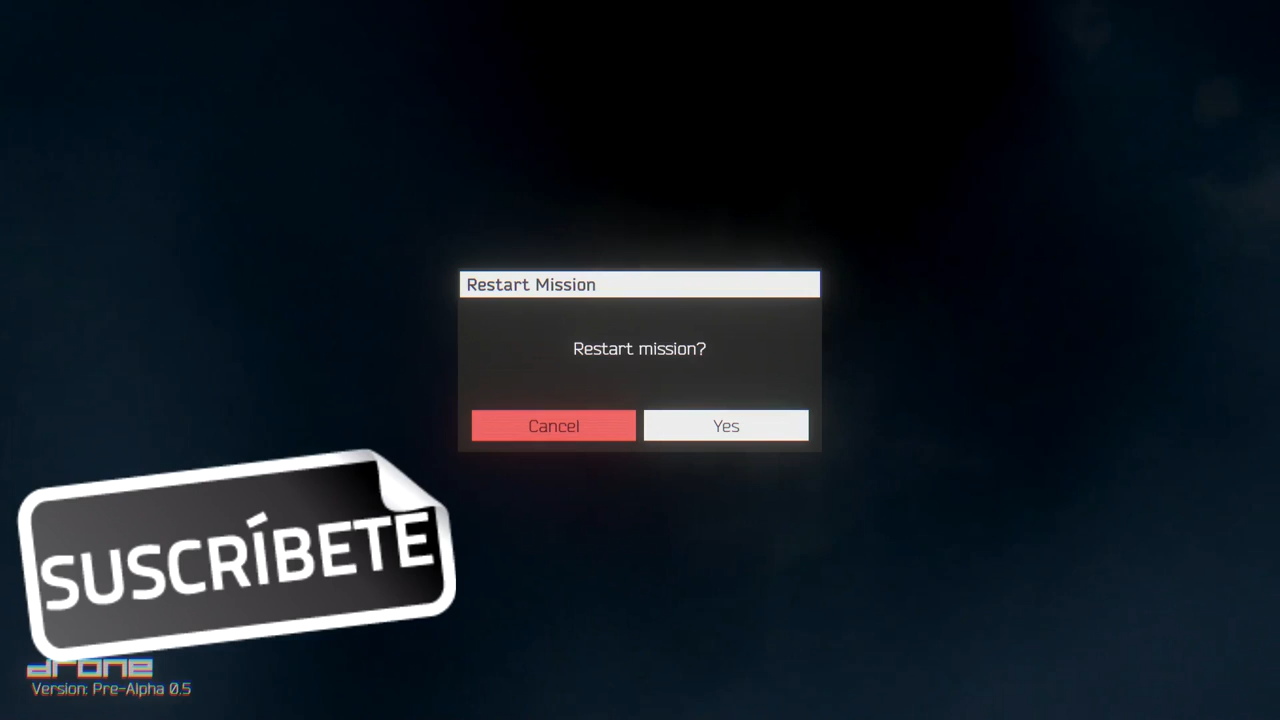 Restart Mission
Restart mission?
Cancel Yes
SUSCRÍBETE
drone
Version: Pre-Alpha 0.5